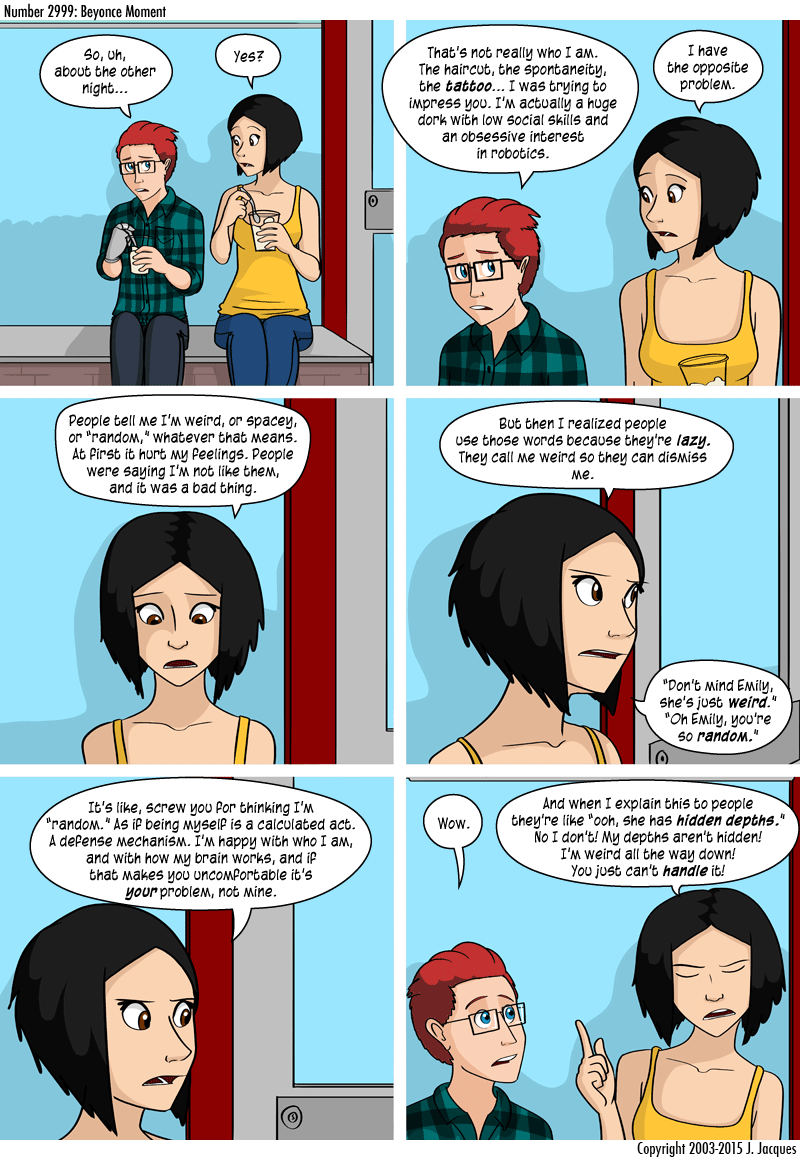 Number 2999: Beyonce Moment
So, uh,
about the other
night...
Yes?
That's not really who I am.
The haircut, the spontaneity,
the tattoo... I was trying to
impress you. I'm actually a huge
dork with low social skills and
an obsessive interest
in robotics.
I have
the opposite
problem.
People tell me I'm weird, or spacey,
or "random," whatever that means.
At first it hurt my feelings. People
were saying I'm not like them,
and it was a bad thing.
But then I realized people
use those words because they're lazy.
They call me weird so they can dismiss
me.
"Don't mind Emily,
she's just weird."
"Oh Emily, you're
so random."
It's like, screw you for thinking I'm
"random." As if being myself is a calculated act.
A defense mechanism. I'm happy with who I am,
and with how my brain works, and if
that makes you uncomfortable it's
your problem, not mine.
Wow.
And when I explain this to people
they're like "ooh, she has hidden depths."
No I don't! My depths aren't hidden!
I'm weird all the way down!
You just can't handle it!
Copyright 2003-2015 J. Jacques